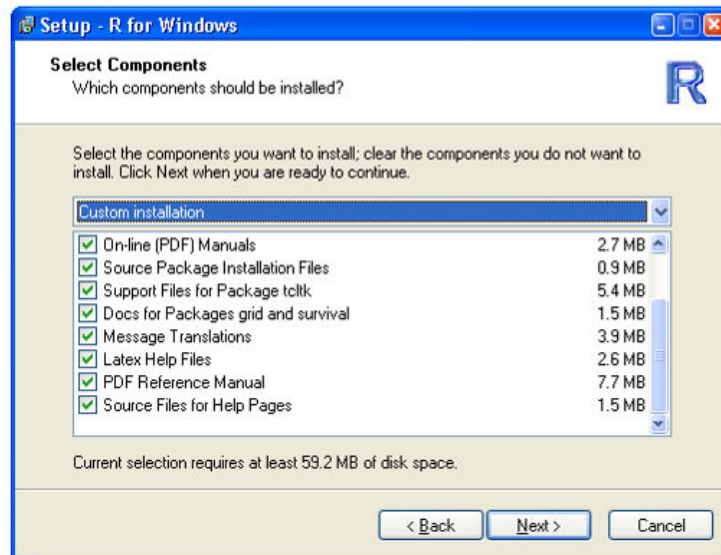 Setup - R for Windows
Select Components
Which components should be installed?
R
Select the components you want to install; clear the components you do not want to
install. Click Next when you are ready to continue.
Custom installation
On-line (PDF) Manuals 2.7 MB
Source Package Installation Files 0.9 MB
Support Files for Package tcltk 5.4 MB
Docs for Packages grid and survival 1.5 MB
Message Translations 3.9 MB
Latex Help Files 2.6 MB
PDF Reference Manual 7.7 MB
Source Files for Help Pages 1.5 MB
Current selection requires at least 59.2 MB of disk space.
< Back Next > Cancel